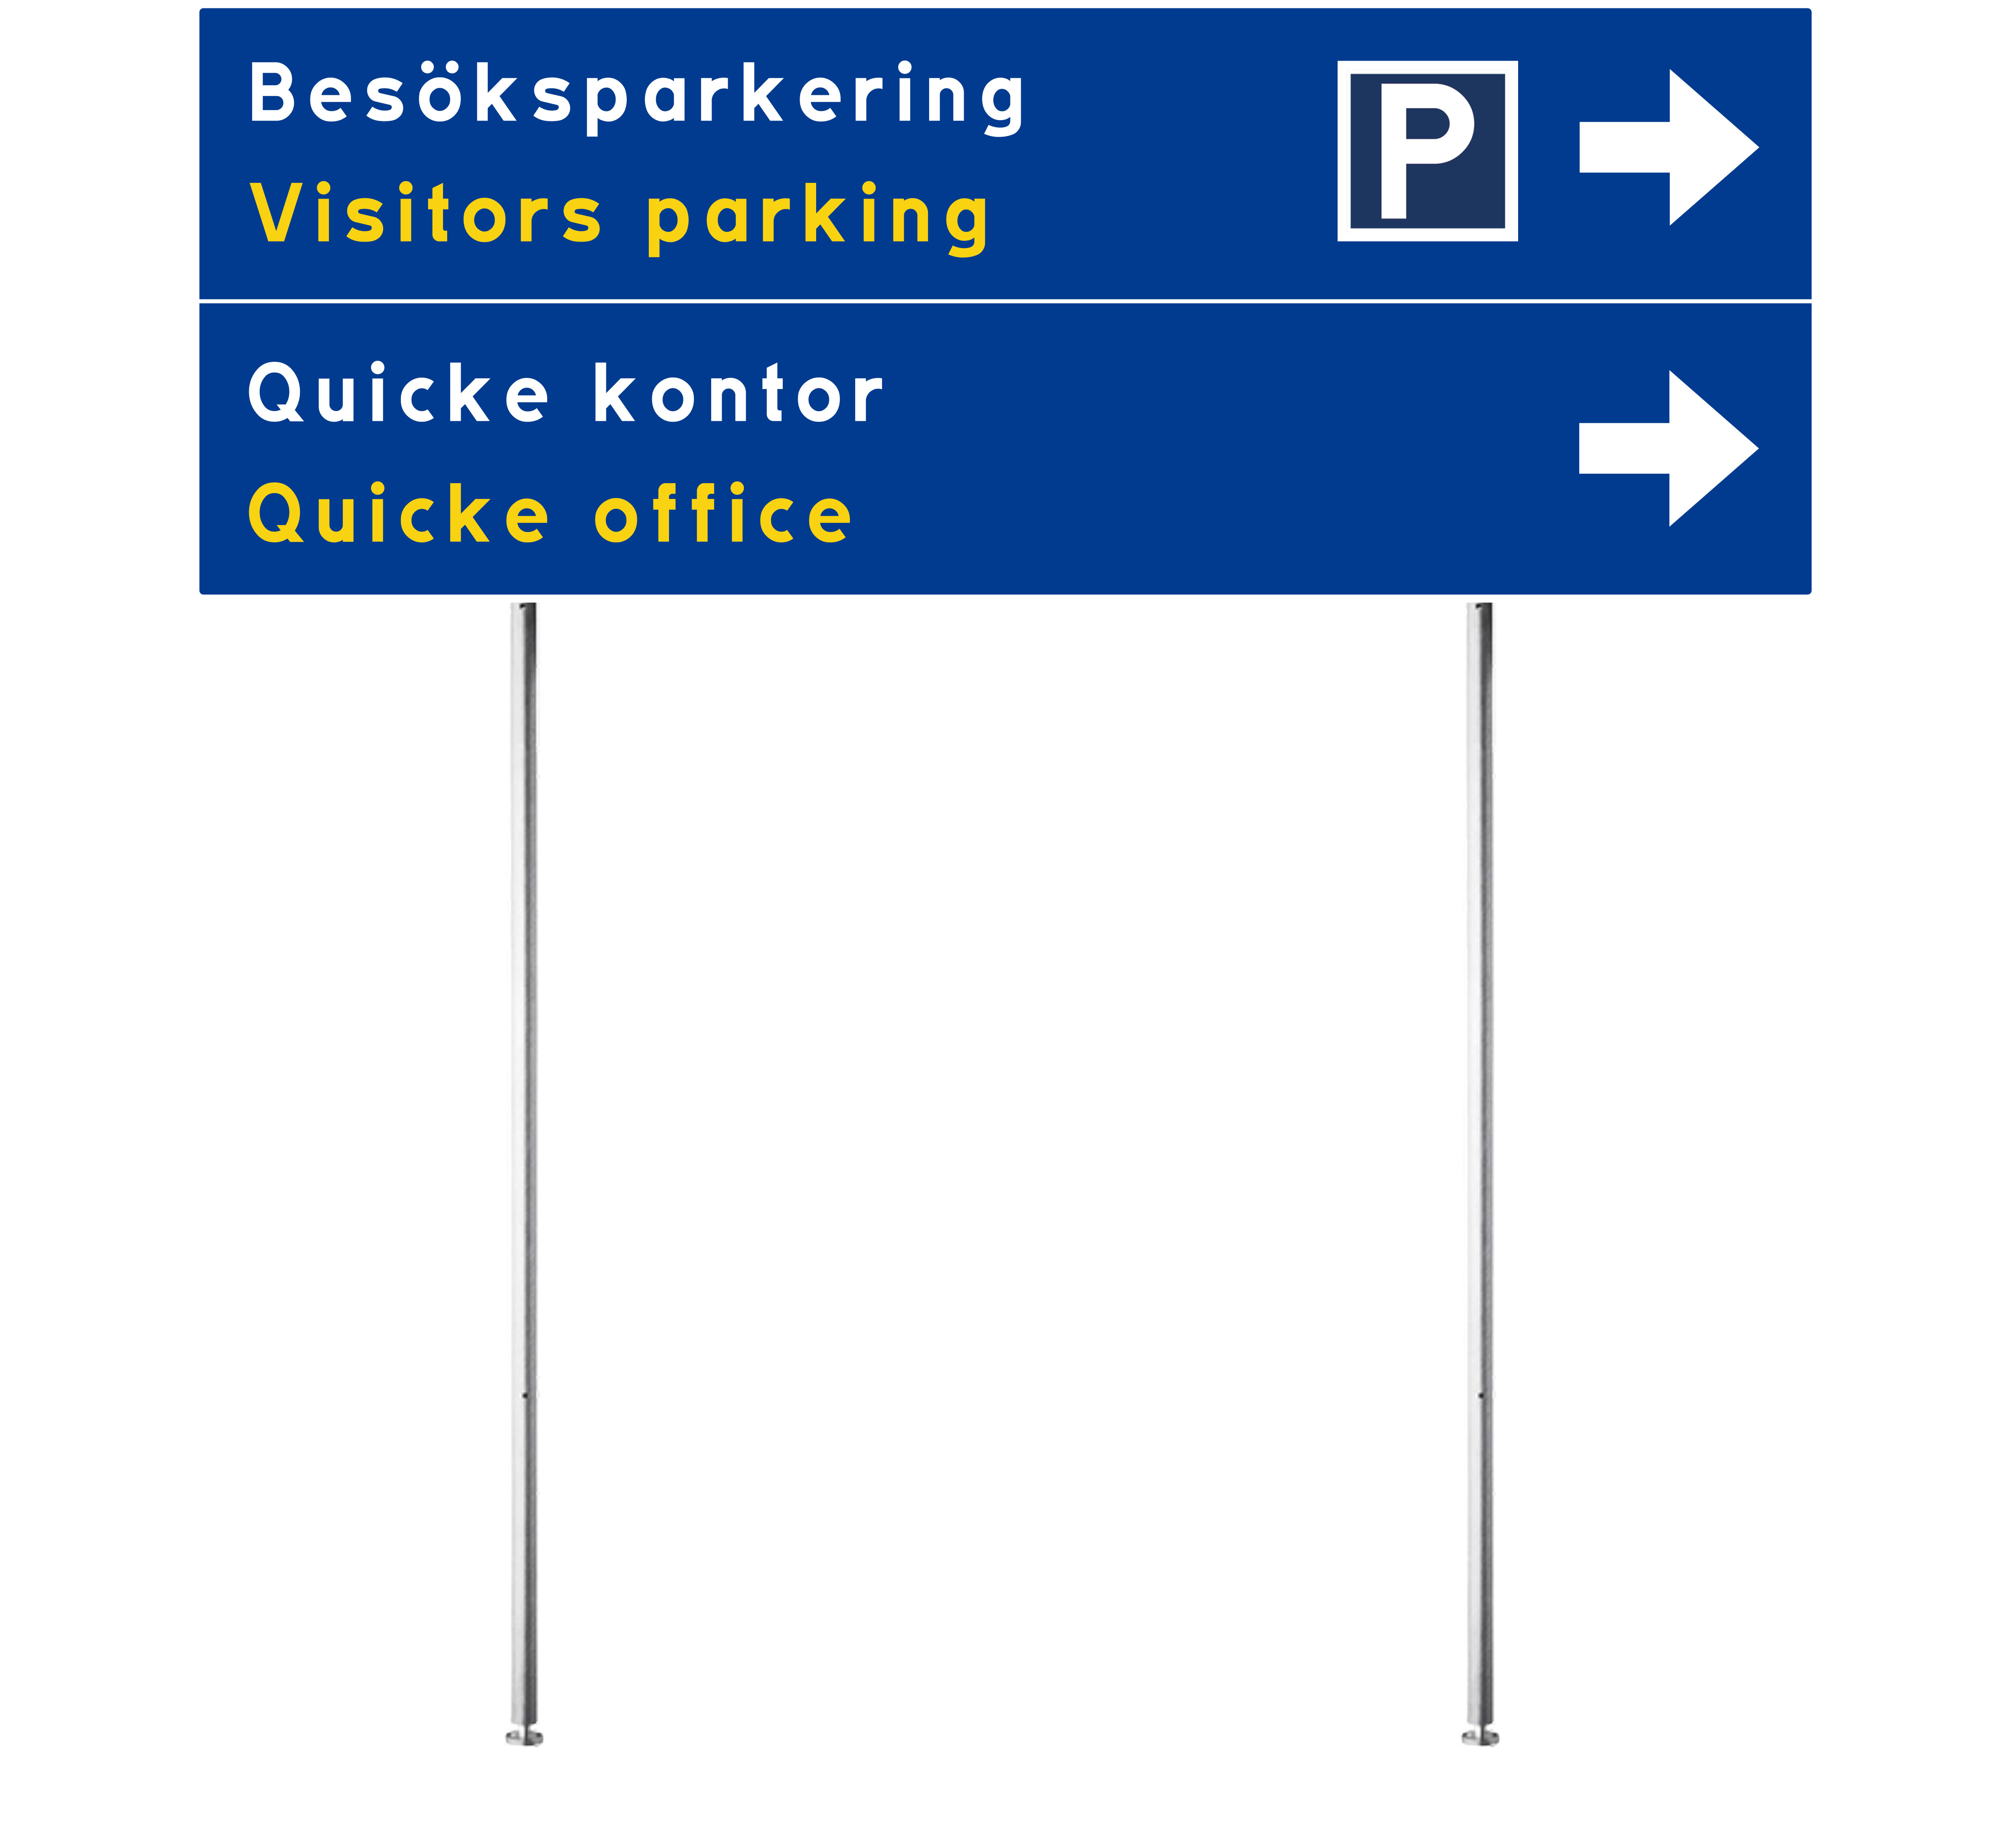 Besöksparkering
P
Visitors parking
Quicke kontor
Quicke office